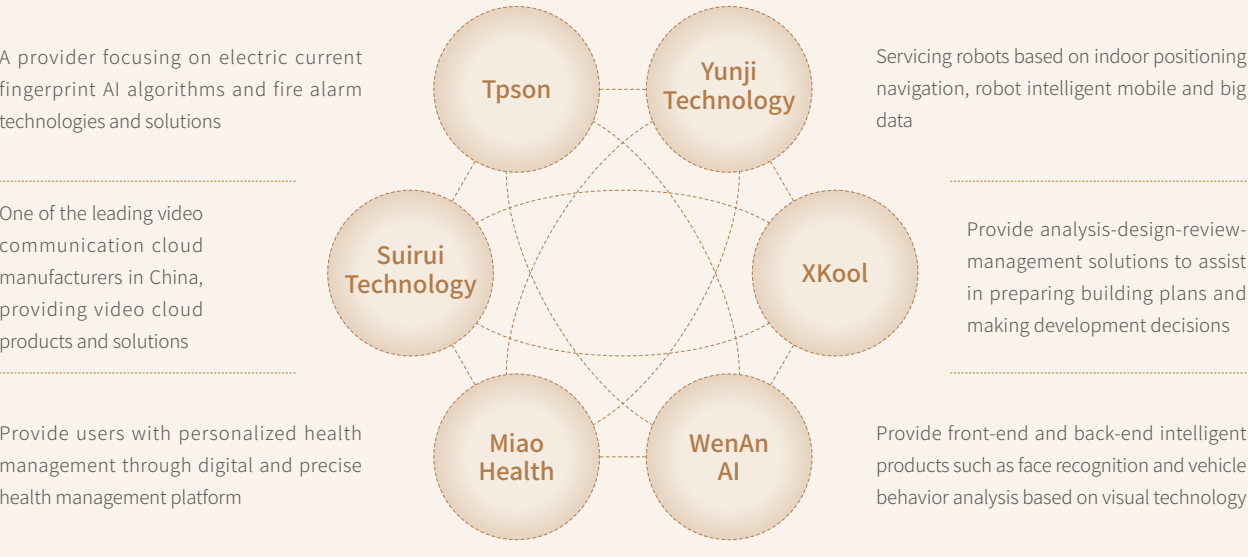 A provider focusing on electric current
fingerprint AI algorithms and fire alarm
technologies and solutions
Tpson
Yunji
Technology
Servicing robots based on indoor positioning
navigation, robot intelligent mobile and big
data
One of the leading video
communication cloud
manufacturers in China,
providing video cloud
products and solutions
Suirui
Technology
XKool
Provide analysis-design-review-
management solutions to assist
in preparing building plans and
making development decisions
Provide users with personalized health
management through digital and precise
health management platform
Miao
Health
WenAn
AI
Provide front-end and back-end intelligent
products such as face recognition and vehicle
behavior analysis based on visual technology